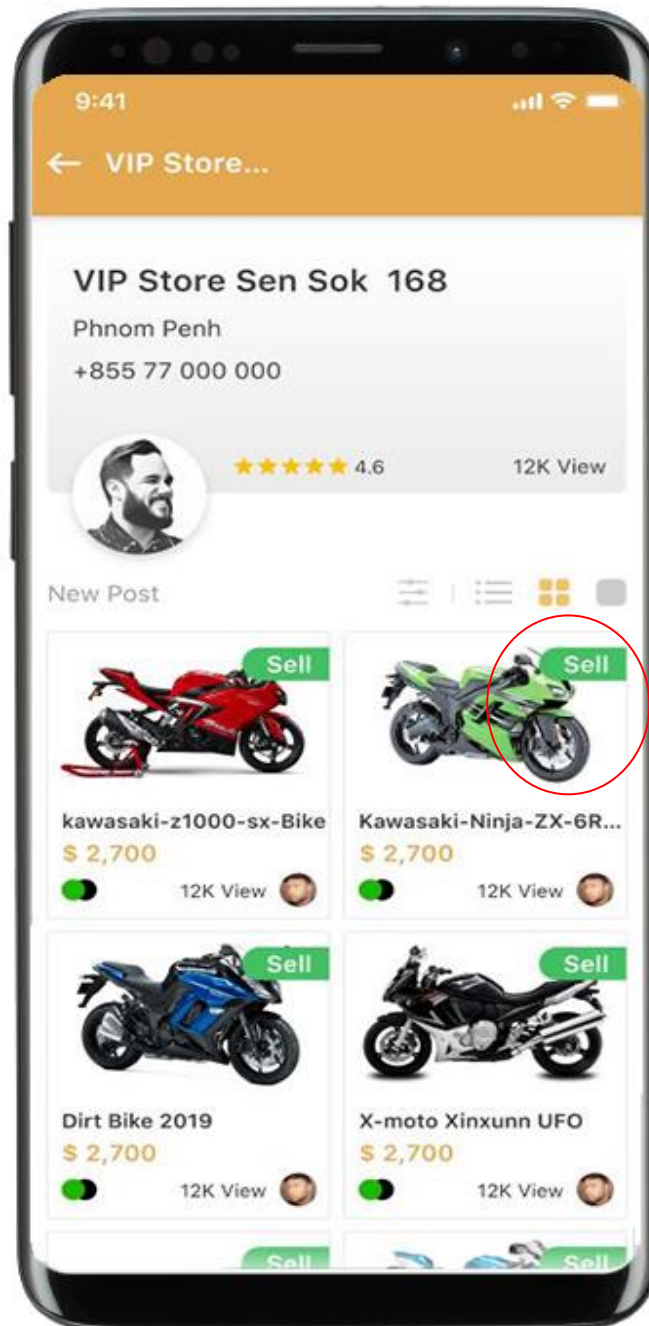 9:41
VIP Store...
VIP Store Sen Sok 168
Phnom Penh
+855 77 000 000
4.6
12K View
New Post
Sell
Sell
kawasaki-z1000-sx-Bike
Kawasaki-Ninja-ZX-6R...
$ 2,700
$ 2,700
12K View
12K View
Sell
Sell
Dirt Bike 2019
X-moto Xinxunn UFO
$ 2,700
$ 2,700
12K View
12K View
Sell
Sell